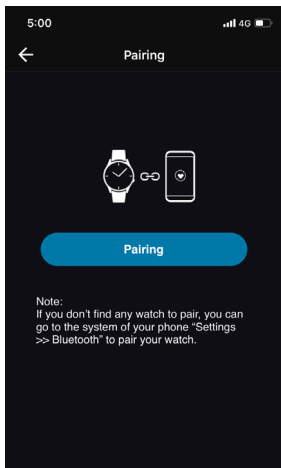 5:00 4G
Pairing
Pairing
Note:
If you don't find any watch to pair, you can
go to the system of your phone “Settings
>> Bluetooth” to pair your watch.